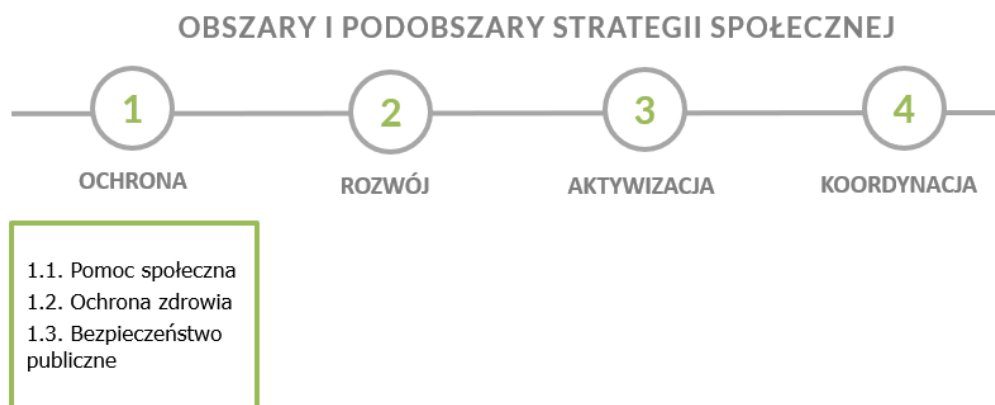 OBSZARY I PODOBSZARY STRATEGII SPOŁECZNEJ
1
2
3
4
OCHRONA
ROZWÓJ
AKTYWIZACJA
KOORDYNACJA
1.1. Pomoc społeczna
1.2. Ochrona zdrowia
1.3. Bezpieczeństwo
publiczne